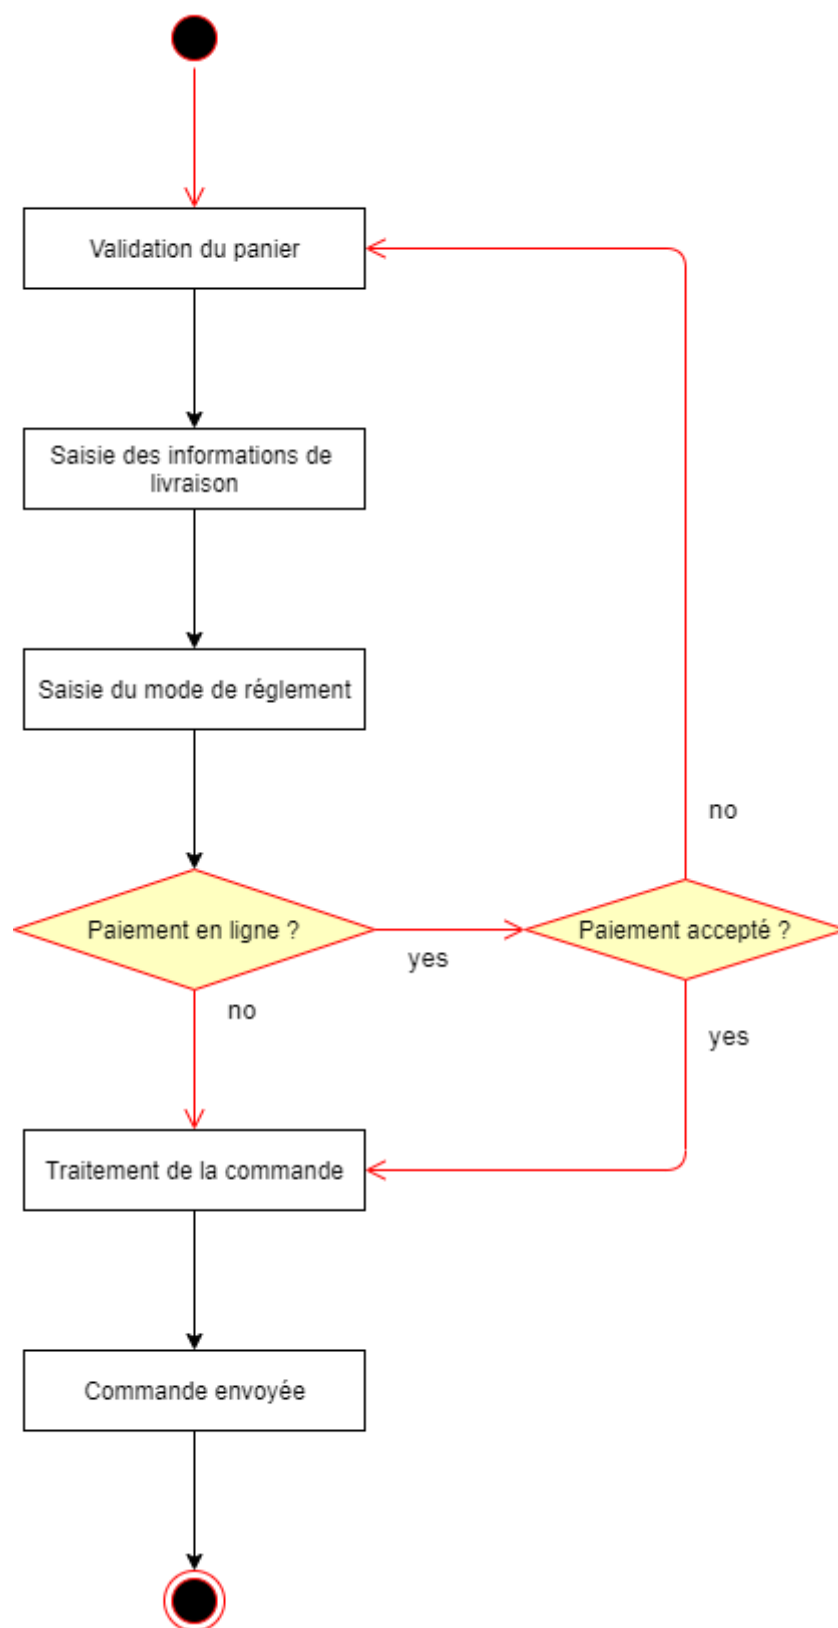 Validation du panier
Saisie des informations de
livraison
Saisie du mode de réglement
no
Paiement en ligne ?
Paiement accepté ?
yes
no
yes
Traitement de la commande
Commande envoyée